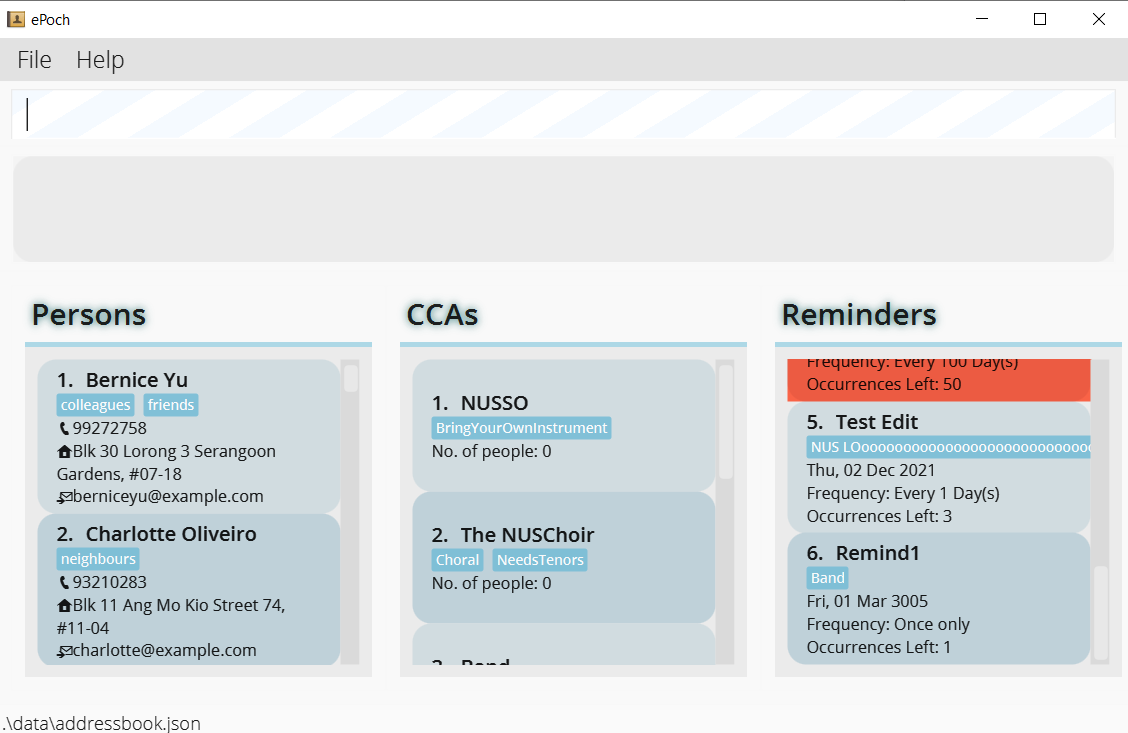 ePoch
File Help
Persons
1. Bernice Yu
colleagues friends
99272758
Blk 30 Lorong 3 Serangoon
Gardens, #07-18
berniceyu@example.com
2. Charlotte Oliveiro
neighbours
93210283
Blk 11 Ang Mo Kio Street 74,
#11-04
charlotte@example.com
CCAs
1. NUSSO
BringYourOwnInstrument
No. of people: 0
2. The NUSChoir
Choral NeedsTenors
No. of people: 0
3. Band
Reminders
Frequency: Every 100 Day(s)
Occurrences Left: 50
5. Test Edit
NUS LOooooooooooooooooooooooooooo
Thu, 02 Dec 2021
Frequency: Every 1 Day(s)
Occurrences Left: 3
6. Remind1
Band
Fri, 01 Mar 3005
Frequency: Once only
Occurrences Left: 1
.\data\addressbook.json